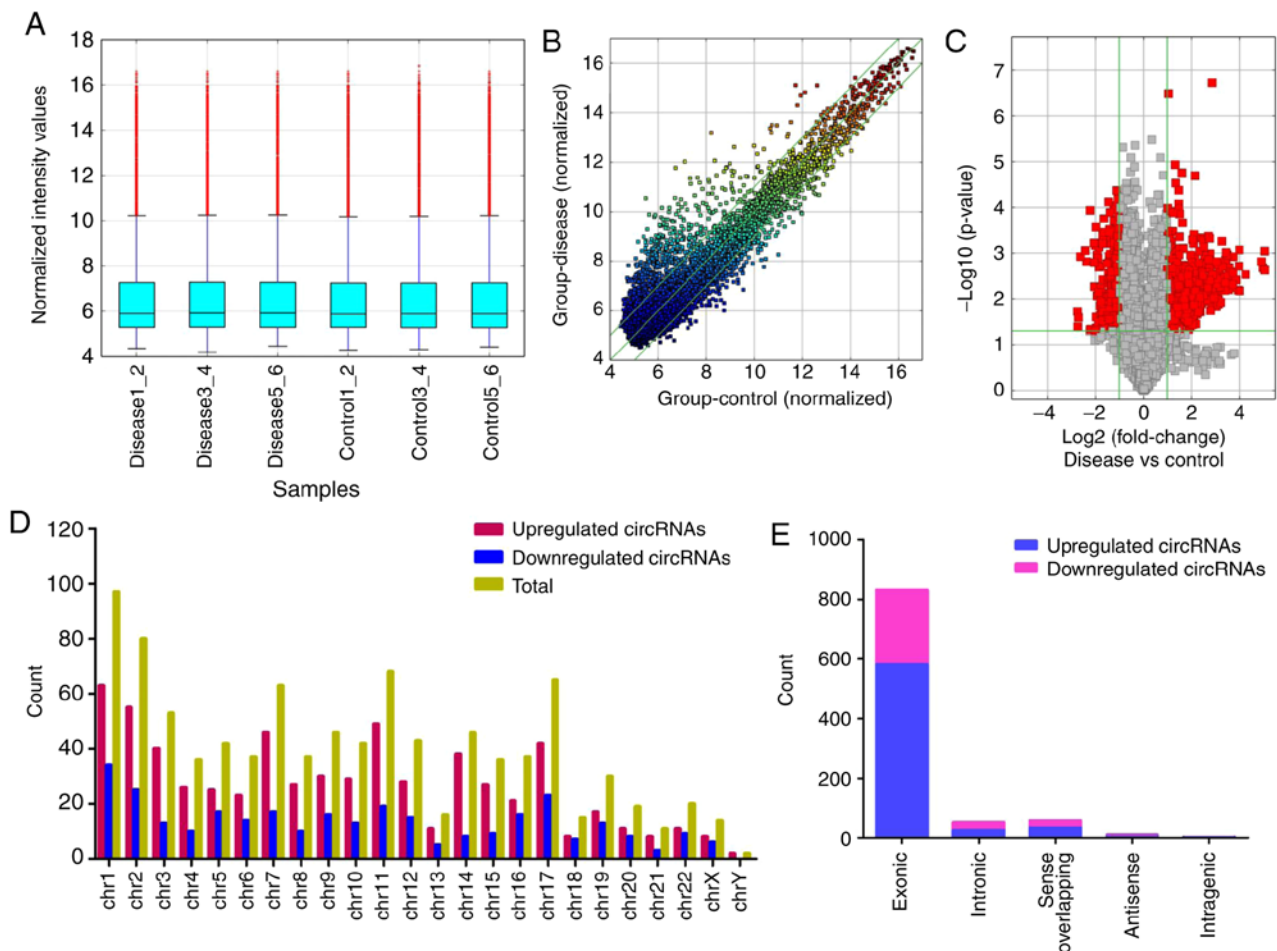 A
Normalized intensity values
18
16
14
12
10
8
6
4
Disease1_2
Disease3_4
Disease5_6
Control1_2
Control3_4
Control5_6
Samples
B
Group-disease (normalized)
16
14
12
10
8
6
4
4 6 8 10 12 14 16
Group-control (normalized)
C
−Log10 (p-value)
7
6
5
4
3
2
1
0
−4 −2 0 2 4
Log2 (fold-change)
Disease vs control
D
Count
120
100
80
60
40
20
0
Upregulated circRNAs
Downregulated circRNAs
Total
chr1
chr2
chr3
chr4
chr5
chr6
chr7
chr8
chr9
chr10
chr11
chr12
chr13
chr14
chr15
chr16
chr17
chr18
chr19
chr20
chr21
chr22
chrX
chrY
E
Count
1000
800
600
400
200
0
Upregulated circRNAs
Downregulated circRNAs
Exonic
Intronic
Sense
overlapping
Antisense
Intragenic